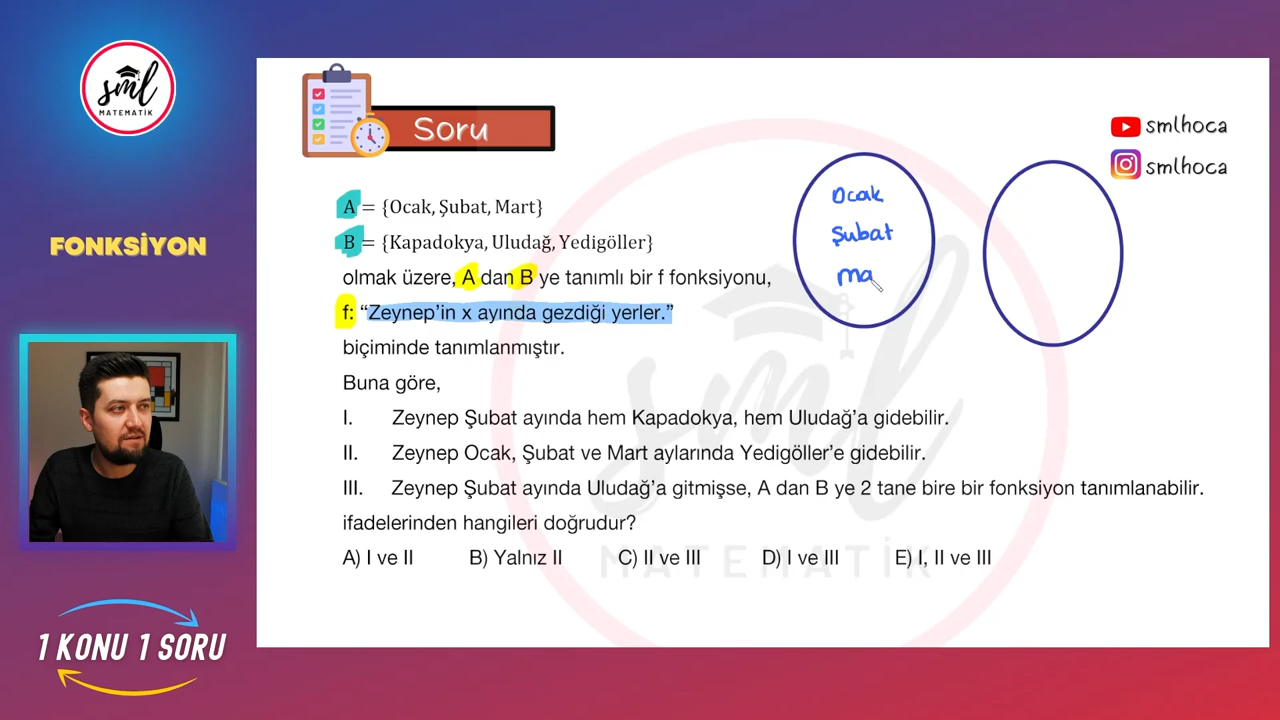 sml
MATEMATİK
FONKSİYON
1 KONU 1 SORU
Soru
smlhoca
smlhoca
A = {Ocak, Şubat, Mart}
B = {Kapadokya, Uludağ, Yedigöller}
olmak üzere, A dan B ye tanımlı bir f fonksiyonu,
f: “Zeynep’in x ayında gezdiği yerler.”
biçiminde tanımlanmıştır.
Ocak
Şubat
Ma
Buna göre,
I. Zeynep Şubat ayında hem Kapadokya, hem Uludağ’a gidebilir.
II. Zeynep Ocak, Şubat ve Mart aylarında Yedigöller’e gidebilir.
III. Zeynep Şubat ayında Uludağ’a gitmişse, A dan B ye 2 tane bire bir fonksiyon tanımlanabilir.
ifadelerinden hangileri doğrudur?
A) I ve II B) Yalnız II C) II ve III D) I ve III E) I, II ve III
sml
MATEMATİK